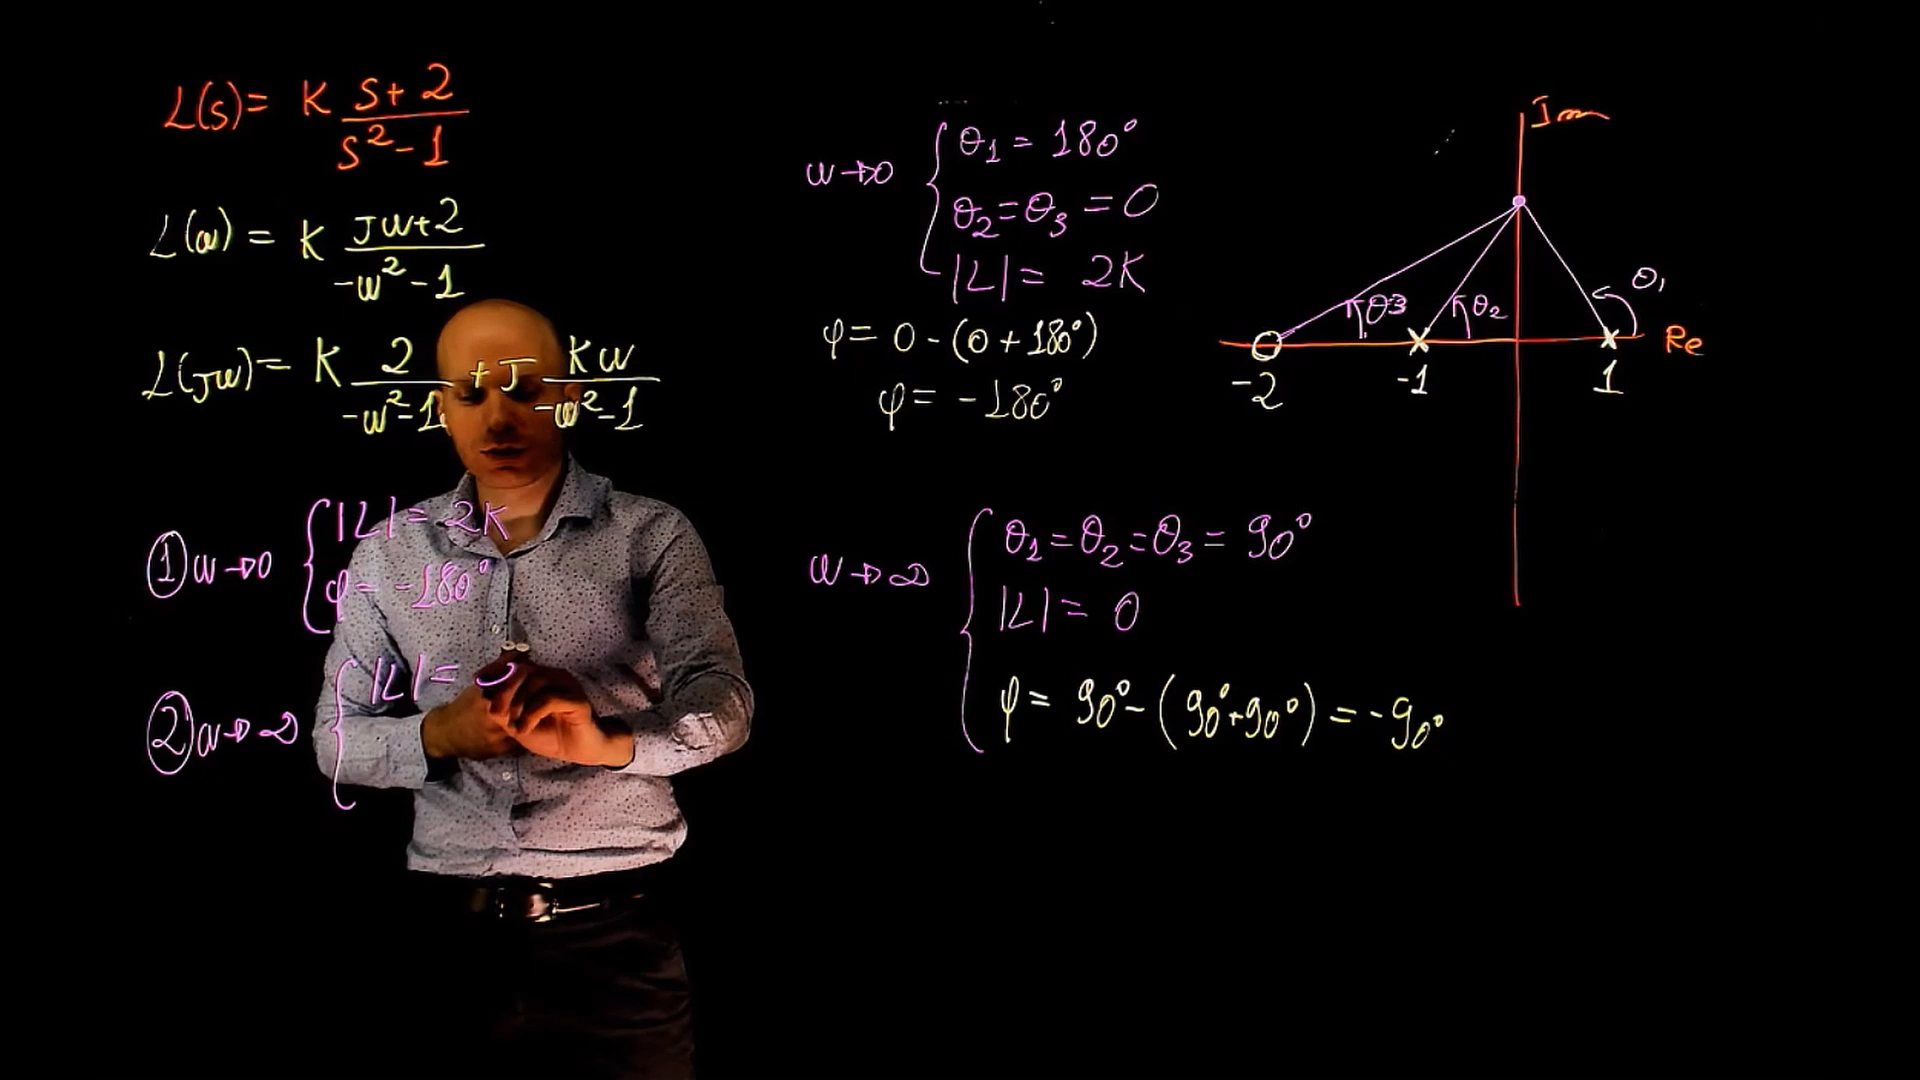 L(s) = K (s+2)/(s²-1)
L(ω) = K (Jω+2)/(-ω²-1)
L(Jω) = K 2/(-ω²-1) + J Kω/(-ω²-1)
① ω→0 { |L| = 2K
φ = -180°
② ω→∞ { |L| = 0
ω→0 { θ1 = 180°
θ2 = θ3 = 0
|L| = 2K
φ = 0 - (0 + 180°)
φ = -180°
ω→∞ { θ1 = θ2 = θ3 = 90°
|L| = 0
φ = 90° - (90° + 90°) = -90°
Im
θ1
θ3 θ2
Re
-2 -1 1